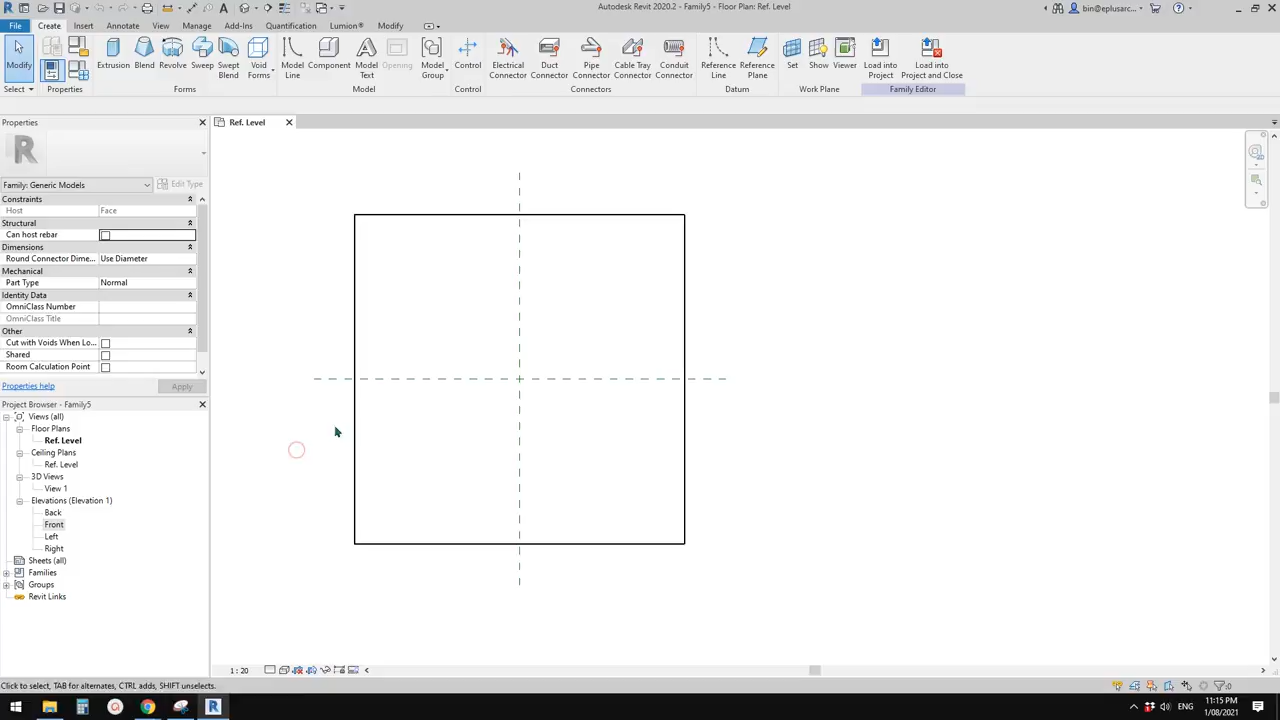 Autodesk Revit 2020.2 - Family5 - Floor Plan: Ref. Level
bin@eplusarc...
File Create Insert Annotate View Manage Add-Ins Quantification Lumion® Modify
Modify Extrusion Blend Revolve Sweep Swept Blend Void Forms Model Line Component Model Text Opening Model Group Control Electrical Connector Duct Connector Pipe Connector Cable Tray Connector Conduit Connector Reference Line Reference Plane Set Show Viewer Load into Project Load into Project and Close
Select Properties Forms Model Control Connectors Datum Work Plane Family Editor
Properties
Ref. Level
R
Family: Generic Models Edit Type
Constraints
Host Face
Structural
Can host rebar
Dimensions
Round Connector Dime... Use Diameter
Mechanical
Part Type Normal
Identity Data
OmniClass Number
OmniClass Title
Other
Cut with Voids When Lo...
Shared
Room Calculation Point
Properties help Apply
Project Browser - Family5
Views (all)
Floor Plans
Ref. Level
Ceiling Plans
Ref. Level
3D Views
View 1
Elevations (Elevation 1)
Back
Front
Left
Right
Sheets (all)
Families
Groups
Revit Links
1 : 20
Click to select, TAB for alternates, CTRL adds, SHIFT unselects.
:0
ENG
11:15 PM
1/08/2021